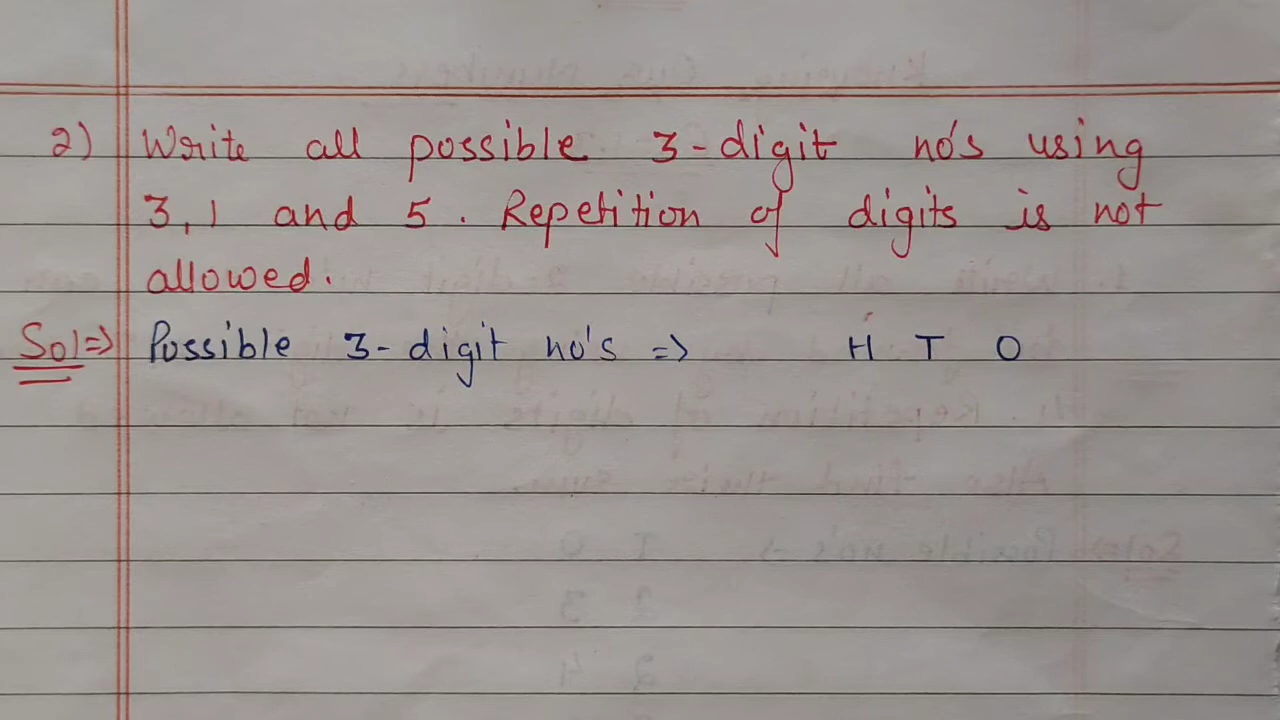 2) Write all possible 3-digit no's using
3,1 and 5. Repetition of digits is not
allowed.
Sol=> Possible 3-digit no's => H T O